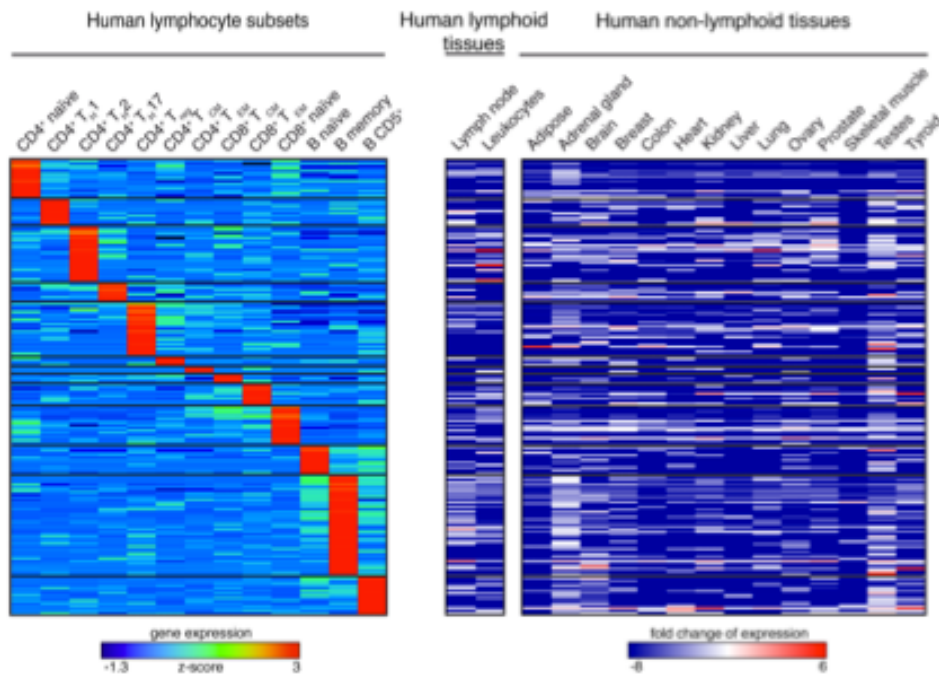 Human lymphocyte subsets
CD4⁺ naïve
CD4⁺ TH1
CD4⁺ TH2
CD4⁺ TH17
CD4⁺ TREG
CD4⁺ TCM
CD4⁺ TEM
CD8⁺ TCM
CD8⁺ TEM
CD8⁺ naïve
B naïve
B memory
B CD5⁺
gene expression
-1.3 z-score 3
Human lymphoid
tissues
Lymph node
Leukocytes
Human non-lymphoid tissues
Adipose
Adrenal gland
Brain
Breast
Colon
Heart
Kidney
Liver
Lung
Ovary
Prostate
Skeletal muscle
Testes
Tyroid
fold change of expression
-8 6